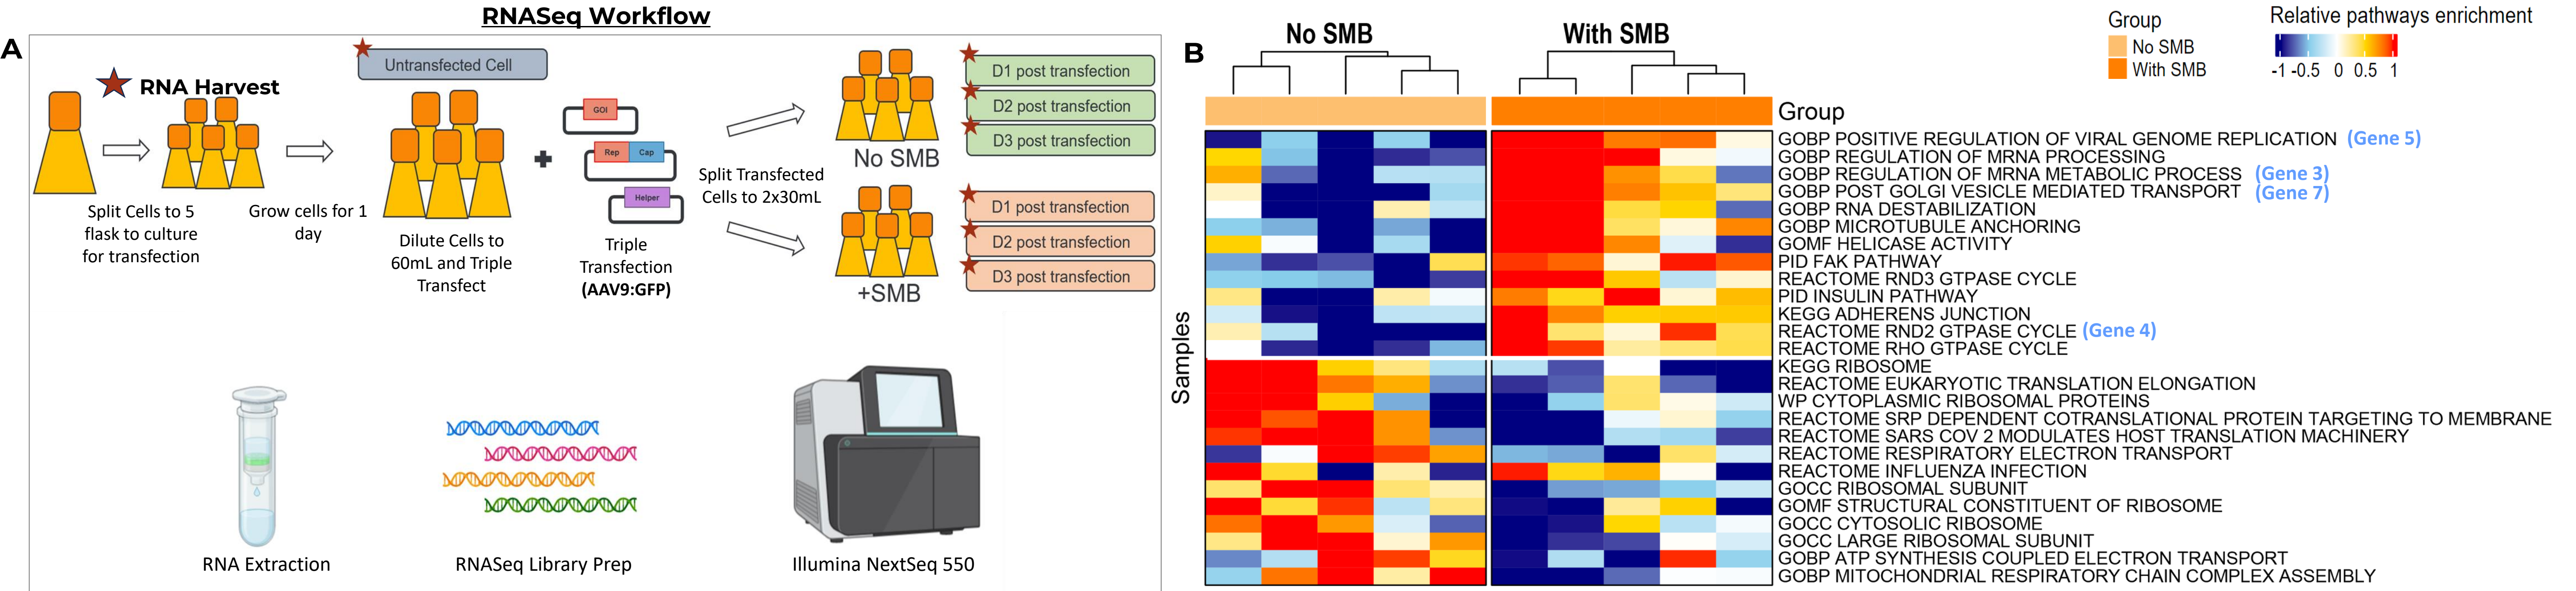 RNASeq Workflow
A
RNA Harvest
Untransfected Cell
Split Cells to 5
flask to culture
for transfection
Grow cells for 1
day
Dilute Cells to
60mL and Triple
Transfect
GOI
Rep
Cap
Helper
Triple
Transfection
(AAV9:GFP)
Split Transfected
Cells to 2x30mL
No SMB
+SMB
D1 post transfection
D2 post transfection
D3 post transfection
D1 post transfection
D2 post transfection
D3 post transfection
RNA Extraction
RNASeq Library Prep
Illumina NextSeq 550
B
No SMB
With SMB
Group
No SMB
With SMB
Relative pathways enrichment
-1 -0.5 0 0.5 1
Group
Samples
GOBP POSITIVE REGULATION OF VIRAL GENOME REPLICATION (Gene 5)
GOBP REGULATION OF MRNA PROCESSING
GOBP REGULATION OF MRNA METABOLIC PROCESS (Gene 3)
GOBP POST GOLGI VESICLE MEDIATED TRANSPORT (Gene 7)
GOBP RNA DESTABILIZATION
GOBP MICROTUBULE ANCHORING
GOMF HELICASE ACTIVITY
PID FAK PATHWAY
REACTOME RND3 GTPASE CYCLE
PID INSULIN PATHWAY
KEGG ADHERENS JUNCTION
REACTOME RND2 GTPASE CYCLE (Gene 4)
REACTOME RHO GTPASE CYCLE
KEGG RIBOSOME
REACTOME EUKARYOTIC TRANSLATION ELONGATION
WP CYTOPLASMIC RIBOSOMAL PROTEINS
REACTOME SRP DEPENDENT COTRANSLATIONAL PROTEIN TARGETING TO MEMBRANE
REACTOME SARS COV 2 MODULATES HOST TRANSLATION MACHINERY
REACTOME RESPIRATORY ELECTRON TRANSPORT
REACTOME INFLUENZA INFECTION
GOCC RIBOSOMAL SUBUNIT
GOMF STRUCTURAL CONSTITUENT OF RIBOSOME
GOCC CYTOSOLIC RIBOSOME
GOCC LARGE RIBOSOMAL SUBUNIT
GOBP ATP SYNTHESIS COUPLED ELECTRON TRANSPORT
GOBP MITOCHONDRIAL RESPIRATORY CHAIN COMPLEX ASSEMBLY